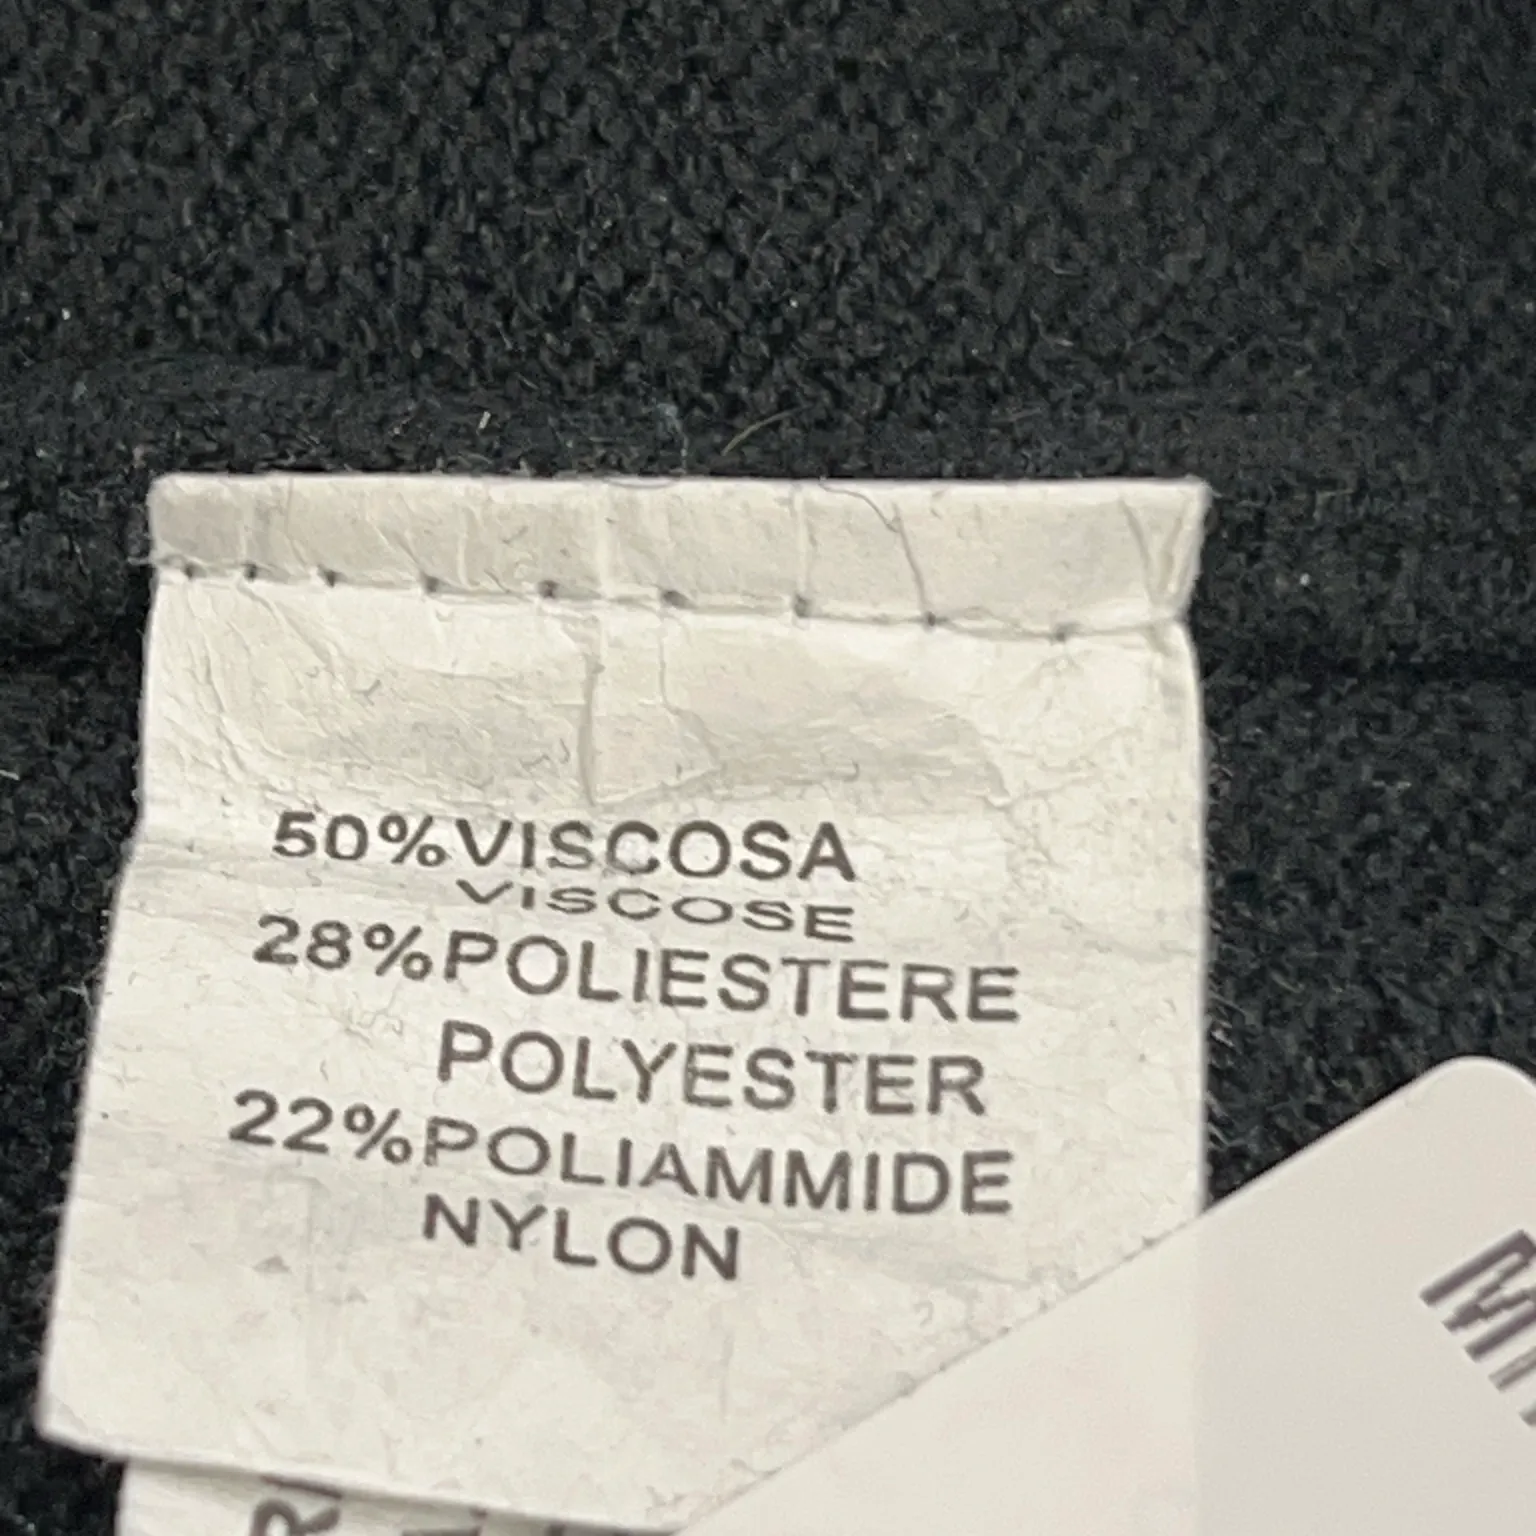 50%VISCOSA
VISCOSE
28%POLIESTERE
POLYESTER
22%POLIAMMIDE
NYLON